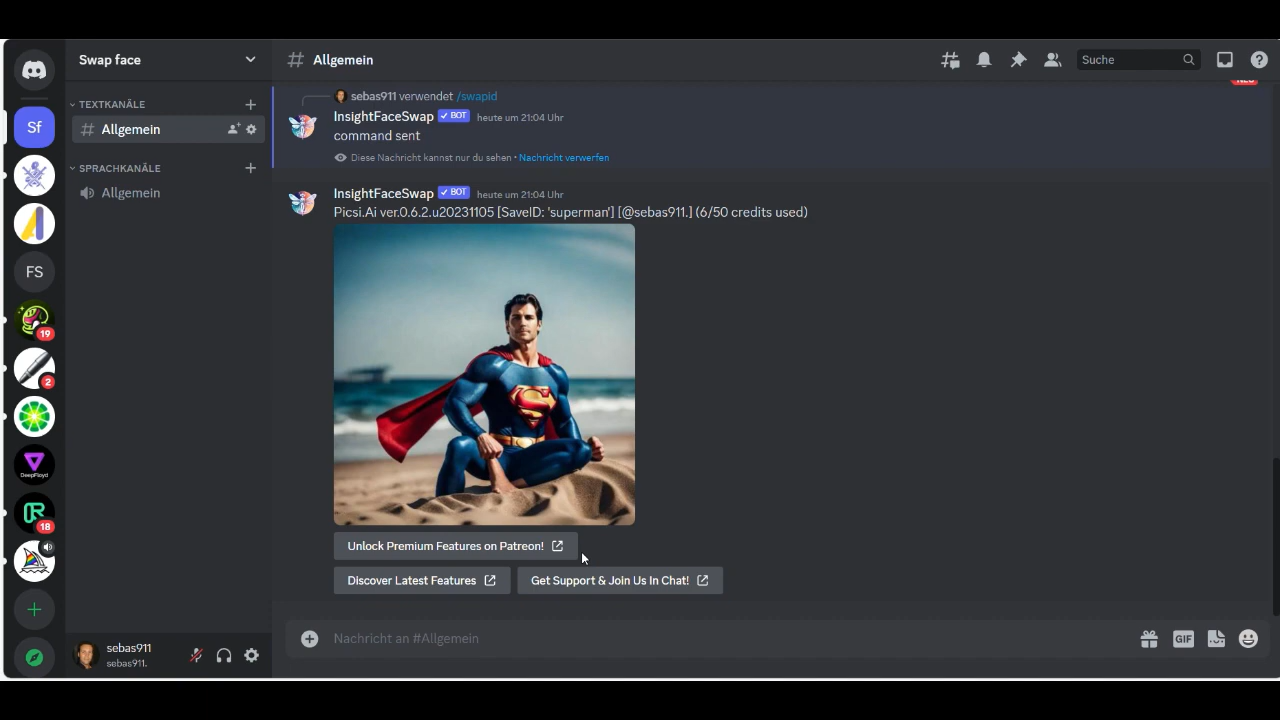 Swap face
# Allgemein
Suche
TEXTKANÄLE
# Allgemein
SPRACHKANÄLE
Allgemein
Sf
FS
19
2
DeepFloyd
18
sebas911 verwendet /swapid
NEU
InsightFaceSwap ✓ BOT heute um 21:04 Uhr
command sent
Diese Nachricht kannst nur du sehen • Nachricht verwerfen
InsightFaceSwap ✓ BOT heute um 21:04 Uhr
Picsi.Ai ver.0.6.2.u20231105 [SaveID: 'superman'] [@sebas911.] (6/50 credits used)
S
Unlock Premium Features on Patreon!
Discover Latest Features
Get Support & Join Us In Chat!
Nachricht an #Allgemein
GIF
sebas911
sebas911.